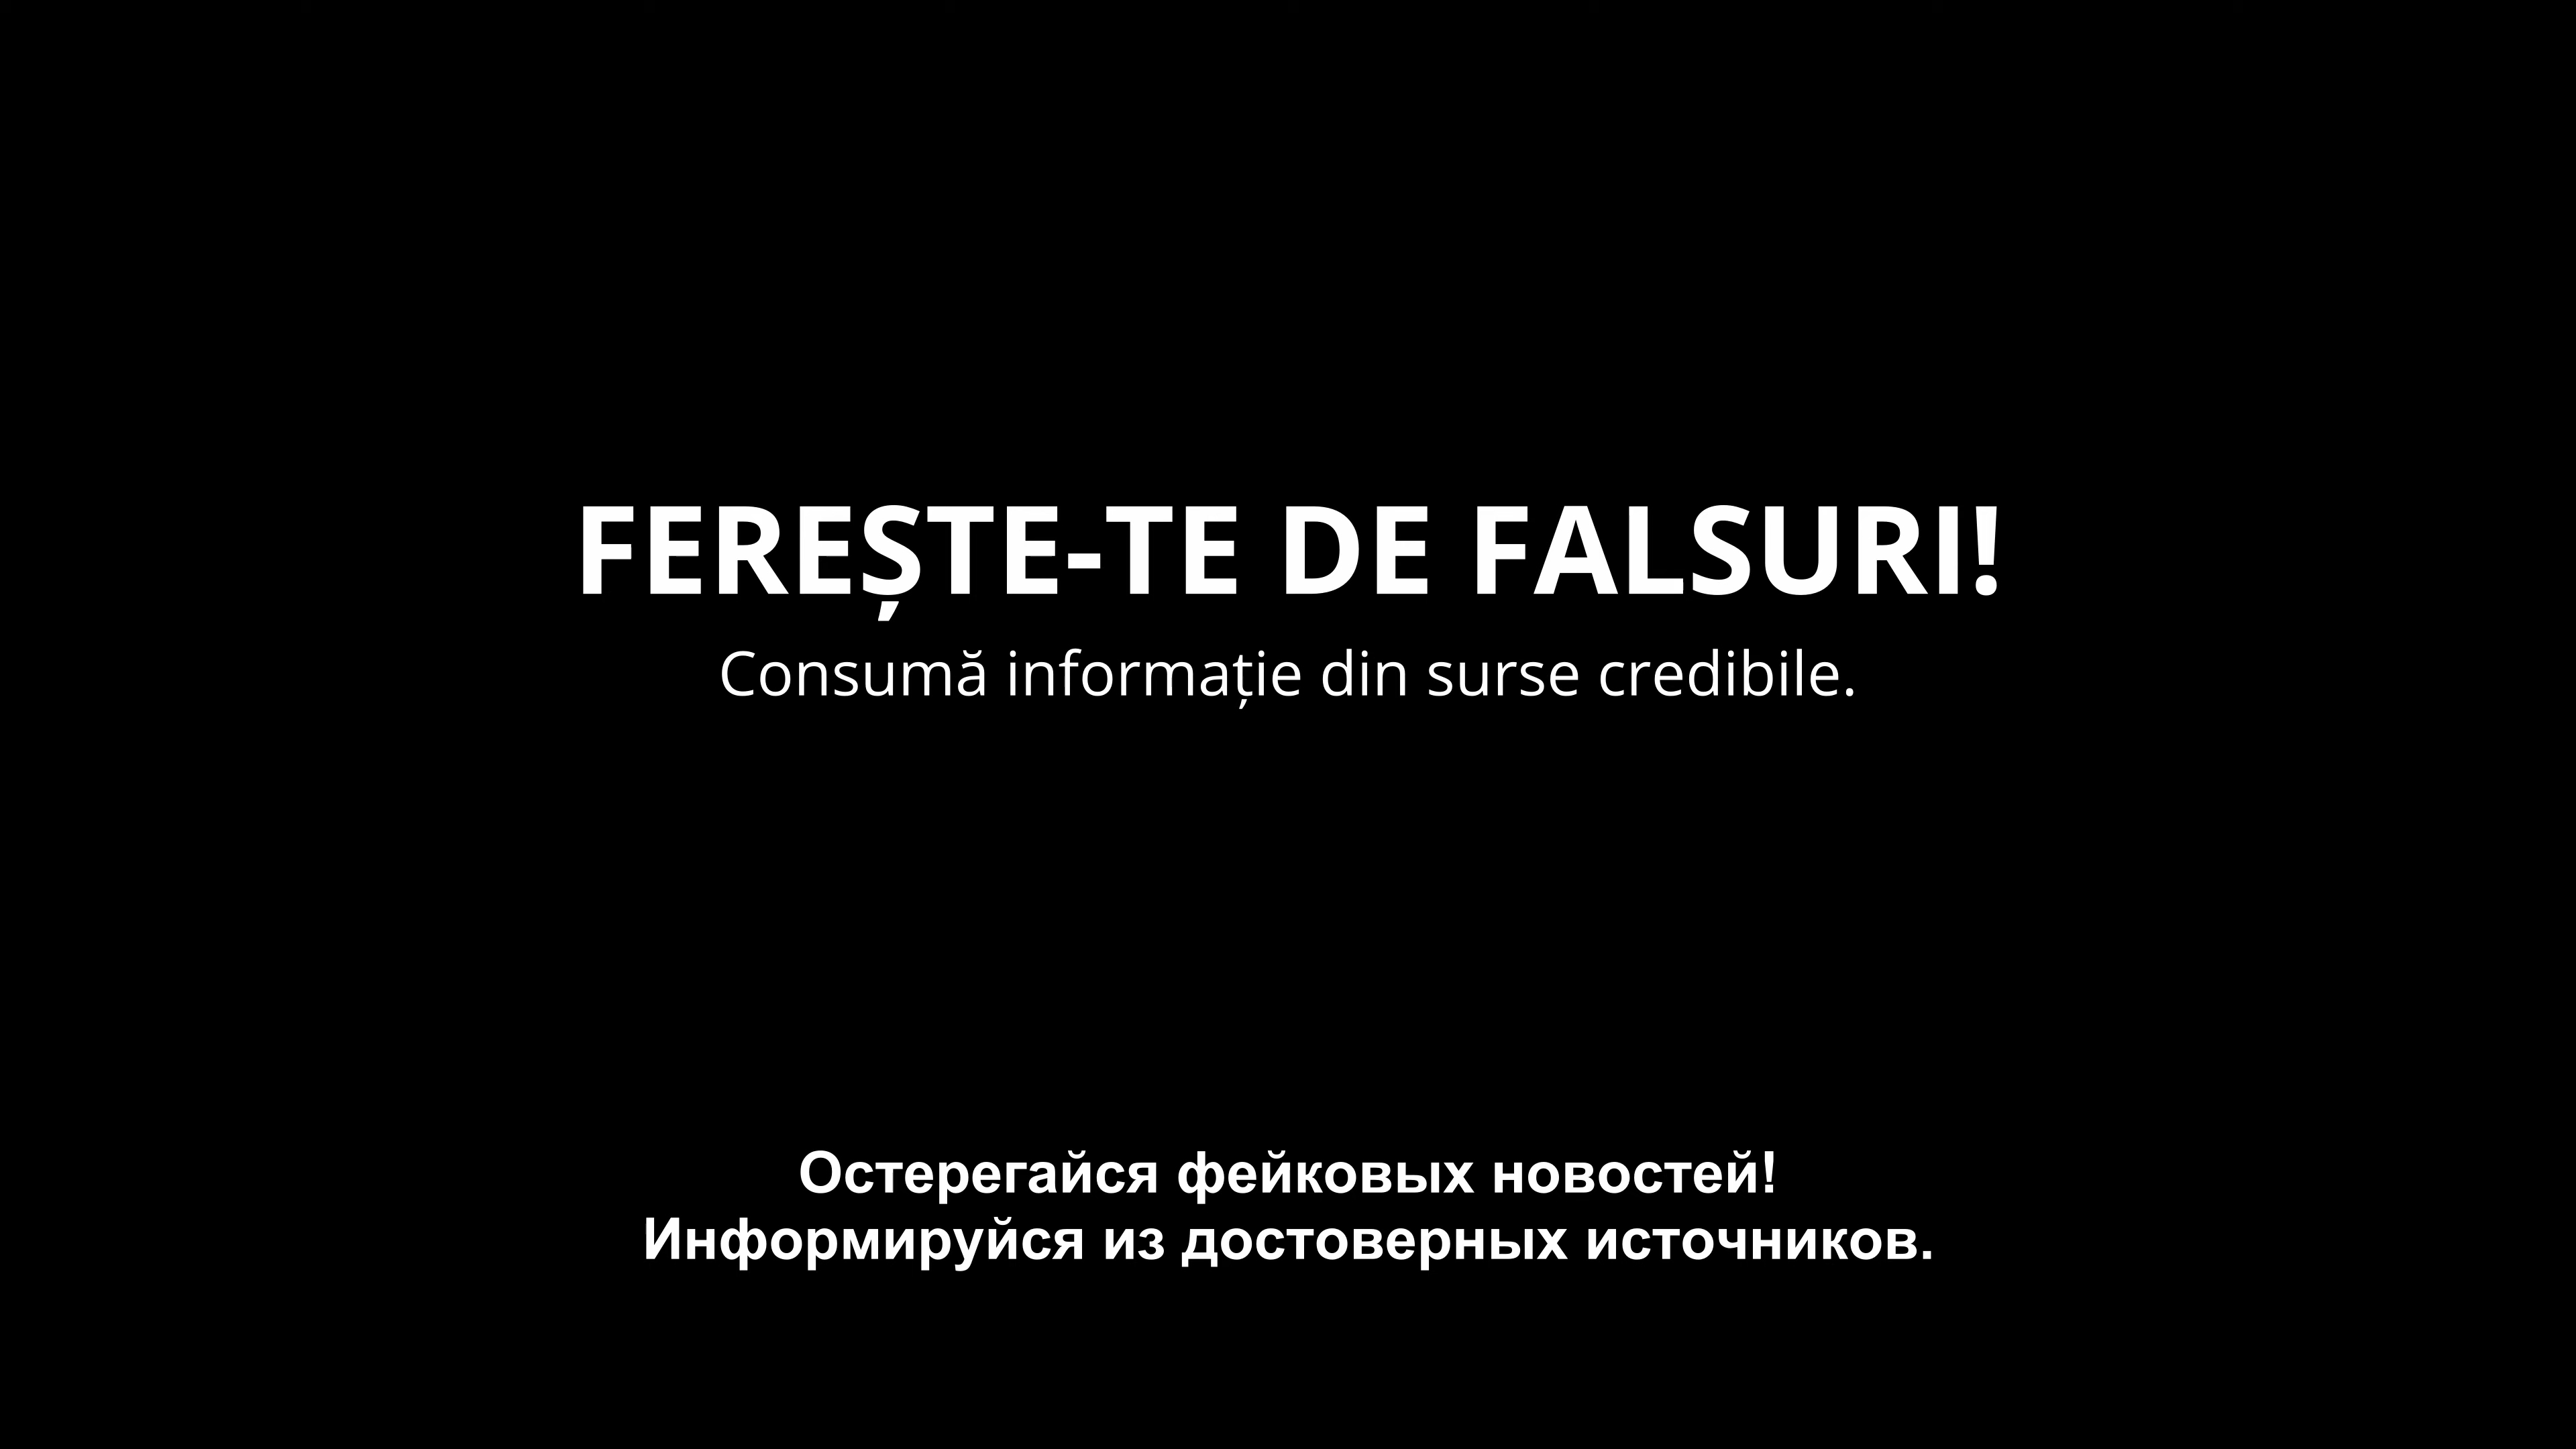 FEREȘTE-TE DE FALSURI!
Consumă informație din surse credibile.
Остерегайся фейковых новостей!
Информируйся из достоверных источников.